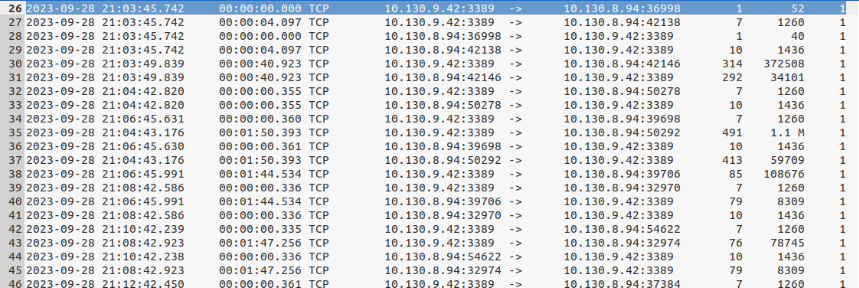 26 2023-09-28 21:03:45.742 00:00:00.000 TCP 10.130.9.42:3389 -> 10.130.8.94:36998 1 52 1
27 2023-09-28 21:03:45.742 00:00:04.097 TCP 10.130.9.42:3389 -> 10.130.8.94:42138 7 1260 1
28 2023-09-28 21:03:45.742 00:00:00.000 TCP 10.130.8.94:36998 -> 10.130.9.42:3389 1 40 1
29 2023-09-28 21:03:45.742 00:00:04.097 TCP 10.130.8.94:42138 -> 10.130.9.42:3389 10 1436 1
30 2023-09-28 21:03:49.839 00:00:40.923 TCP 10.130.9.42:3389 -> 10.130.8.94:42146 314 372508 1
31 2023-09-28 21:03:49.839 00:00:40.923 TCP 10.130.8.94:42146 -> 10.130.9.42:3389 292 34101 1
32 2023-09-28 21:04:42.820 00:00:00.355 TCP 10.130.9.42:3389 -> 10.130.8.94:50278 7 1260 1
33 2023-09-28 21:04:42.820 00:00:00.355 TCP 10.130.8.94:50278 -> 10.130.9.42:3389 10 1436 1
34 2023-09-28 21:06:45.631 00:00:00.360 TCP 10.130.9.42:3389 -> 10.130.8.94:39698 7 1260 1
35 2023-09-28 21:04:43.176 00:01:50.393 TCP 10.130.9.42:3389 -> 10.130.8.94:50292 491 1.1 M 1
36 2023-09-28 21:06:45.630 00:00:00.361 TCP 10.130.8.94:39698 -> 10.130.9.42:3389 10 1436 1
37 2023-09-28 21:04:43.176 00:01:50.393 TCP 10.130.8.94:50292 -> 10.130.9.42:3389 413 59709 1
38 2023-09-28 21:06:45.991 00:01:44.534 TCP 10.130.9.42:3389 -> 10.130.8.94:39706 85 108676 1
39 2023-09-28 21:08:42.586 00:00:00.336 TCP 10.130.9.42:3389 -> 10.130.8.94:32970 7 1260 1
40 2023-09-28 21:06:45.991 00:01:44.534 TCP 10.130.8.94:39706 -> 10.130.9.42:3389 79 8309 1
41 2023-09-28 21:08:42.586 00:00:00.336 TCP 10.130.8.94:32970 -> 10.130.9.42:3389 10 1436 1
42 2023-09-28 21:10:42.239 00:00:00.335 TCP 10.130.9.42:3389 -> 10.130.8.94:54622 7 1260 1
43 2023-09-28 21:08:42.923 00:01:47.256 TCP 10.130.9.42:3389 -> 10.130.8.94:32974 76 78745 1
44 2023-09-28 21:10:42.238 00:00:00.336 TCP 10.130.8.94:54622 -> 10.130.9.42:3389 10 1436 1
45 2023-09-28 21:08:42.923 00:01:47.256 TCP 10.130.8.94:32974 -> 10.130.9.42:3389 79 8309 1
46 2023-09-28 21:12:42.450 00:00:00.361 TCP 10.130.9.42:3389 -> 10.130.8.94:37384 7 1260 1